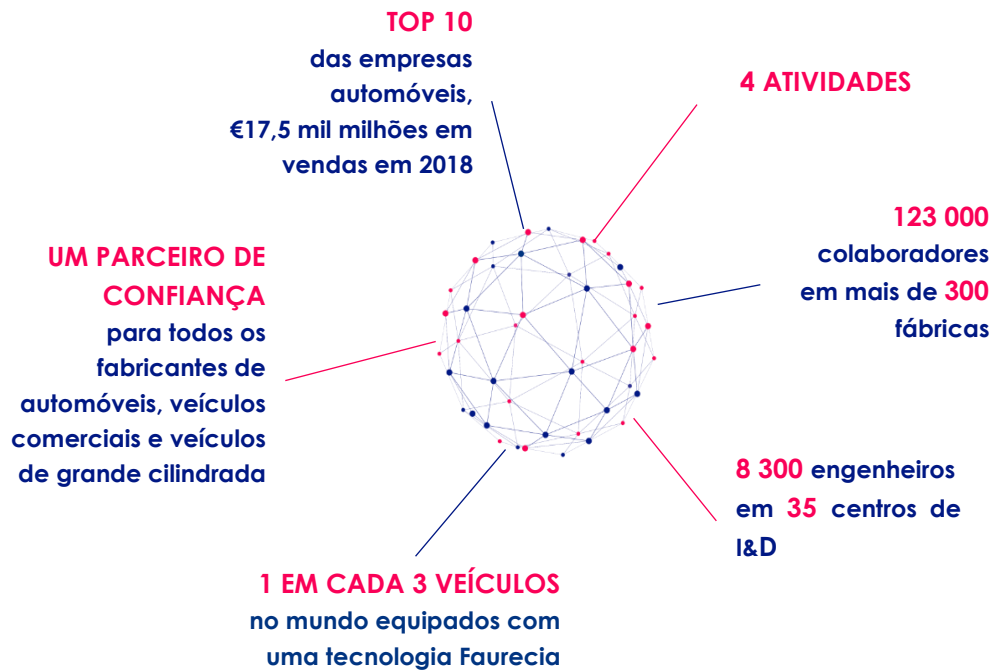 TOP 10
das empresas
automóveis,
€17,5 mil milhões em
vendas em 2018
4 ATIVIDADES
123 000
colaboradores
em mais de 300
fábricas
UM PARCEIRO DE
CONFIANÇA
para todos os
fabricantes de
automóveis, veículos
comerciais e veículos
de grande cilindrada
8 300 engenheiros
em 35 centros de
I&D
1 EM CADA 3 VEÍCULOS
no mundo equipados com
uma tecnologia Faurecia